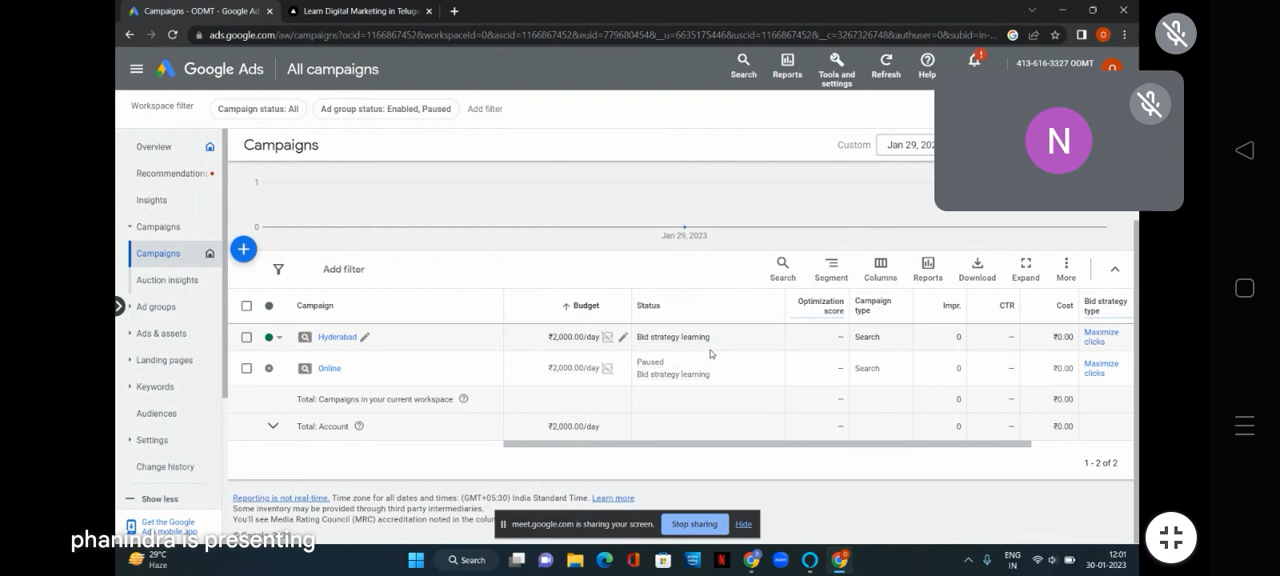 Campaigns - ODMT - Google Ad
Learn Digital Marketing in Telugu
ads.google.com/aw/campaigns?ocid=1166867452&workspaceId=0&ascid=1166867452&euid=779680454&__u=6635175446&uscid=1166867452&__c=3267326748&authuser=0&subid=in-...
Google Ads
All campaigns
Search
Reports
Tools and settings
Refresh
Help
413-616-3327 ODMT
Workspace filter
Campaign status: All
Ad group status: Enabled, Paused
Add filter
N
Overview
Recommendations
Insights
Campaigns
Campaigns
Auction insights
Ad groups
Ads & assets
Landing pages
Keywords
Audiences
Settings
Change history
Show less
Get the Google
Ads mobile app
Campaigns
Custom
Jan 29, 202
1
0
Jan 29, 2023
Add filter
Search
Segment
Columns
Reports
Download
Expand
More
Campaign
Budget
Status
Optimization score
Campaign type
Impr.
CTR
Cost
Bid strategy type
Hyderabad
₹2,000.00/day
Bid strategy learning
—
Search
0
—
₹0.00
Maximize clicks
Online
₹2,000.00/day
Paused
Bid strategy learning
—
Search
0
—
₹0.00
Maximize clicks
Total: Campaigns in your current workspace
—
0
—
₹0.00
Total: Account
₹2,000.00/day
—
0
—
₹0.00
1 - 2 of 2
Reporting is not real-time. Time zone for all dates and times: (GMT+05:30) India Standard Time. Learn more
Some inventory may be provided through third party intermediaries.
You'll see Media Rating Council (MRC) accreditation noted in the colu
meet.google.com is sharing your screen.
Stop sharing
Hide
phanindra is presenting
29°C
Haze
Search
ENG
IN
12:01
30-01-2023